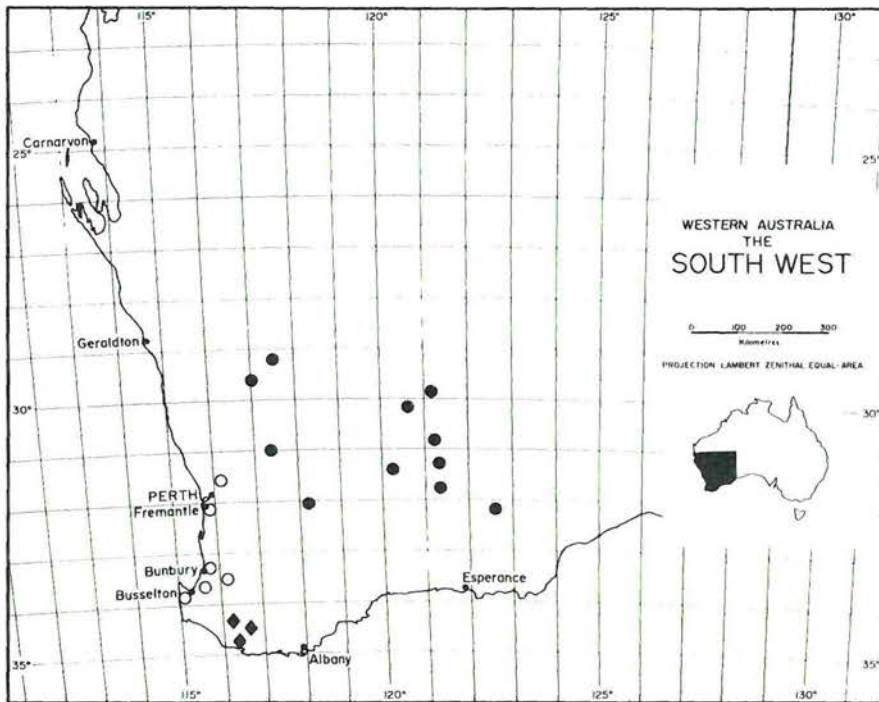 115° 120° 125° 130°
Carnarvon
25° 25°
WESTERN AUSTRALIA
THE
SOUTH WEST
0 100 200 300
Kilometres
PROJECTION LAMBERT ZENITHAL EQUAL-AREA
Geraldton
30° 30°
PERTH
Fremantle
Bunbury
Busselton
Esperance
Albany
35° 35°
115° 120° 125° 130°